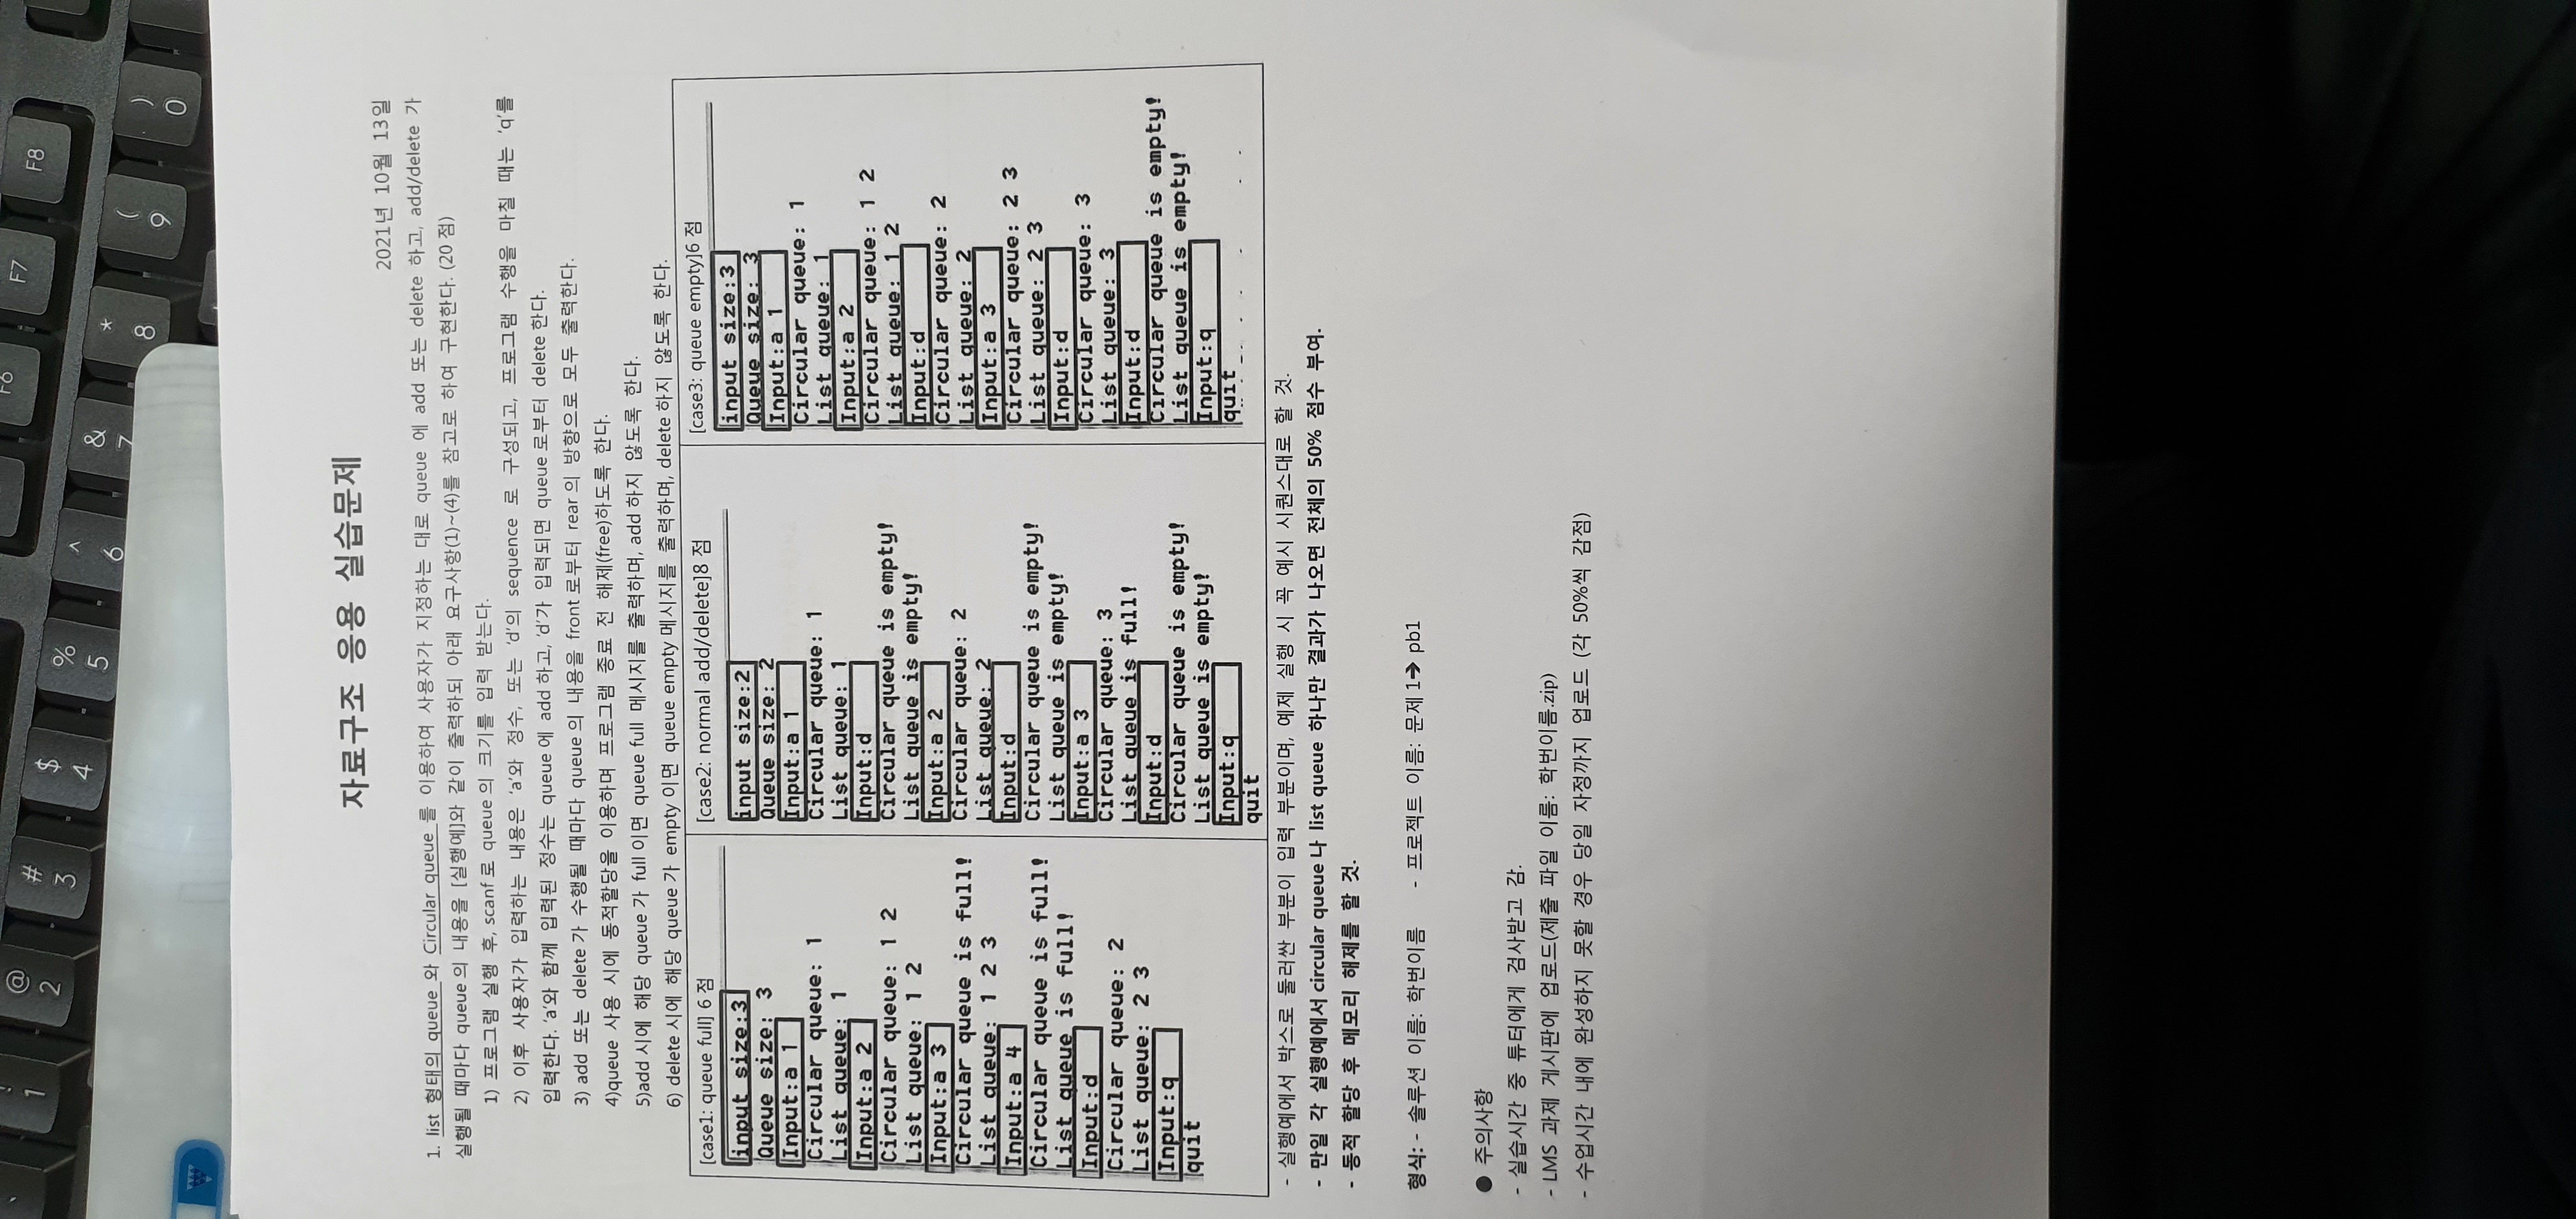 ! 1
@ 2
# 3
$ 4
% 5
^ 6
& 7
* 8
( 9
) 0
F6
F7
F8
자료구조 응용 실습문제
2021년 10월 13일
1. list 형태의 queue 와 Circular queue 를 이용하여 사용자가 지정하는 대로 queue 에 add 또는 delete 하고, add/delete 가
실행될 때마다 queue 의 내용을 [실행예]와 같이 출력하되 아래 요구사항(1)~(4)를 참고로 하여 구현한다. (20 점)
1) 프로그램 실행 후, scanf 로 queue 의 크기를 입력 받는다.
2) 이후 사용자가 입력하는 내용은 ‘a’와 정수, 또는 ‘d’의 sequence 로 구성되고, 프로그램 수행을 마칠 때는 ‘q’를
입력한다. ‘a’와 함께 입력된 정수는 queue 에 add 하고, ‘d’가 입력되면 queue 로부터 delete 한다.
3) add 또는 delete 가 수행될 때마다 queue 의 내용을 front 로부터 rear 의 방향으로 모두 출력한다.
4)queue 사용 시에 동적할당을 이용하며 프로그램 종료 전 해제(free)하도록 한다.
5)add 시에 해당 queue 가 full 이면 queue full 메시지를 출력하며, add 하지 않도록 한다.
6) delete 시에 해당 queue 가 empty 이면 queue empty 메시지를 출력하며, delete 하지 않도록 한다.
[case1: queue full] 6 점
input size:3
Queue size: 3
Input:a 1
Circular queue: 1
List queue: 1
Input:a 2
Circular queue: 1 2
List queue: 1 2
Input:a 3
Circular queue is full!
List queue: 1 2 3
Input:a 4
Circular queue is full!
List queue is full!
Input:d
Circular queue: 2
List queue: 2 3
Input:q
quit
[case2: normal add/delete]8 점
input size:2
Queue size: 2
Input:a 1
Circular queue: 1
List queue: 1
Input:d
Circular queue is empty!
List queue is empty!
Input:a 2
Circular queue: 2
List queue: 2
Input:d
Circular queue is empty!
List queue is empty!
Input:a 3
Circular queue: 3
List queue is full!
Input:d
Circular queue is empty!
List queue is empty!
Input:q
quit
[case3: queue empty]6 점
input size:3
Queue size: 3
Input:a 1
Circular queue: 1
List queue: 1
Input:a 2
Circular queue: 1 2
List queue: 1 2
Input:d
Circular queue: 2
List queue: 2
Input:a 3
Circular queue: 2 3
List queue: 2 3
Input:d
Circular queue: 3
List queue: 3
Input:d
Circular queue is empty!
List queue is empty!
Input:q
quit
- 실행예에서 박스로 둘러싼 부분이 입력 부분이며, 예제 실행 시 꼭 예시 시퀀스대로 할 것.
- 만일 각 실행예에서 circular queue 나 list queue 하나만 결과가 나오면 전체의 50% 점수 부여.
- 동적 할당 후 메모리 해제를 할 것.
형식: - 솔루션 이름: 학번이름 - 프로젝트 이름: 문제 1➔ pb1
● 주의사항
- 실습시간 중 튜터에게 검사받고 감.
- LMS 과제 게시판에 업로드(제출 파일 이름: 학번이름.zip)
- 수업시간 내에 완성하지 못할 경우 당일 자정까지 업로드 (각 50%씩 감점)